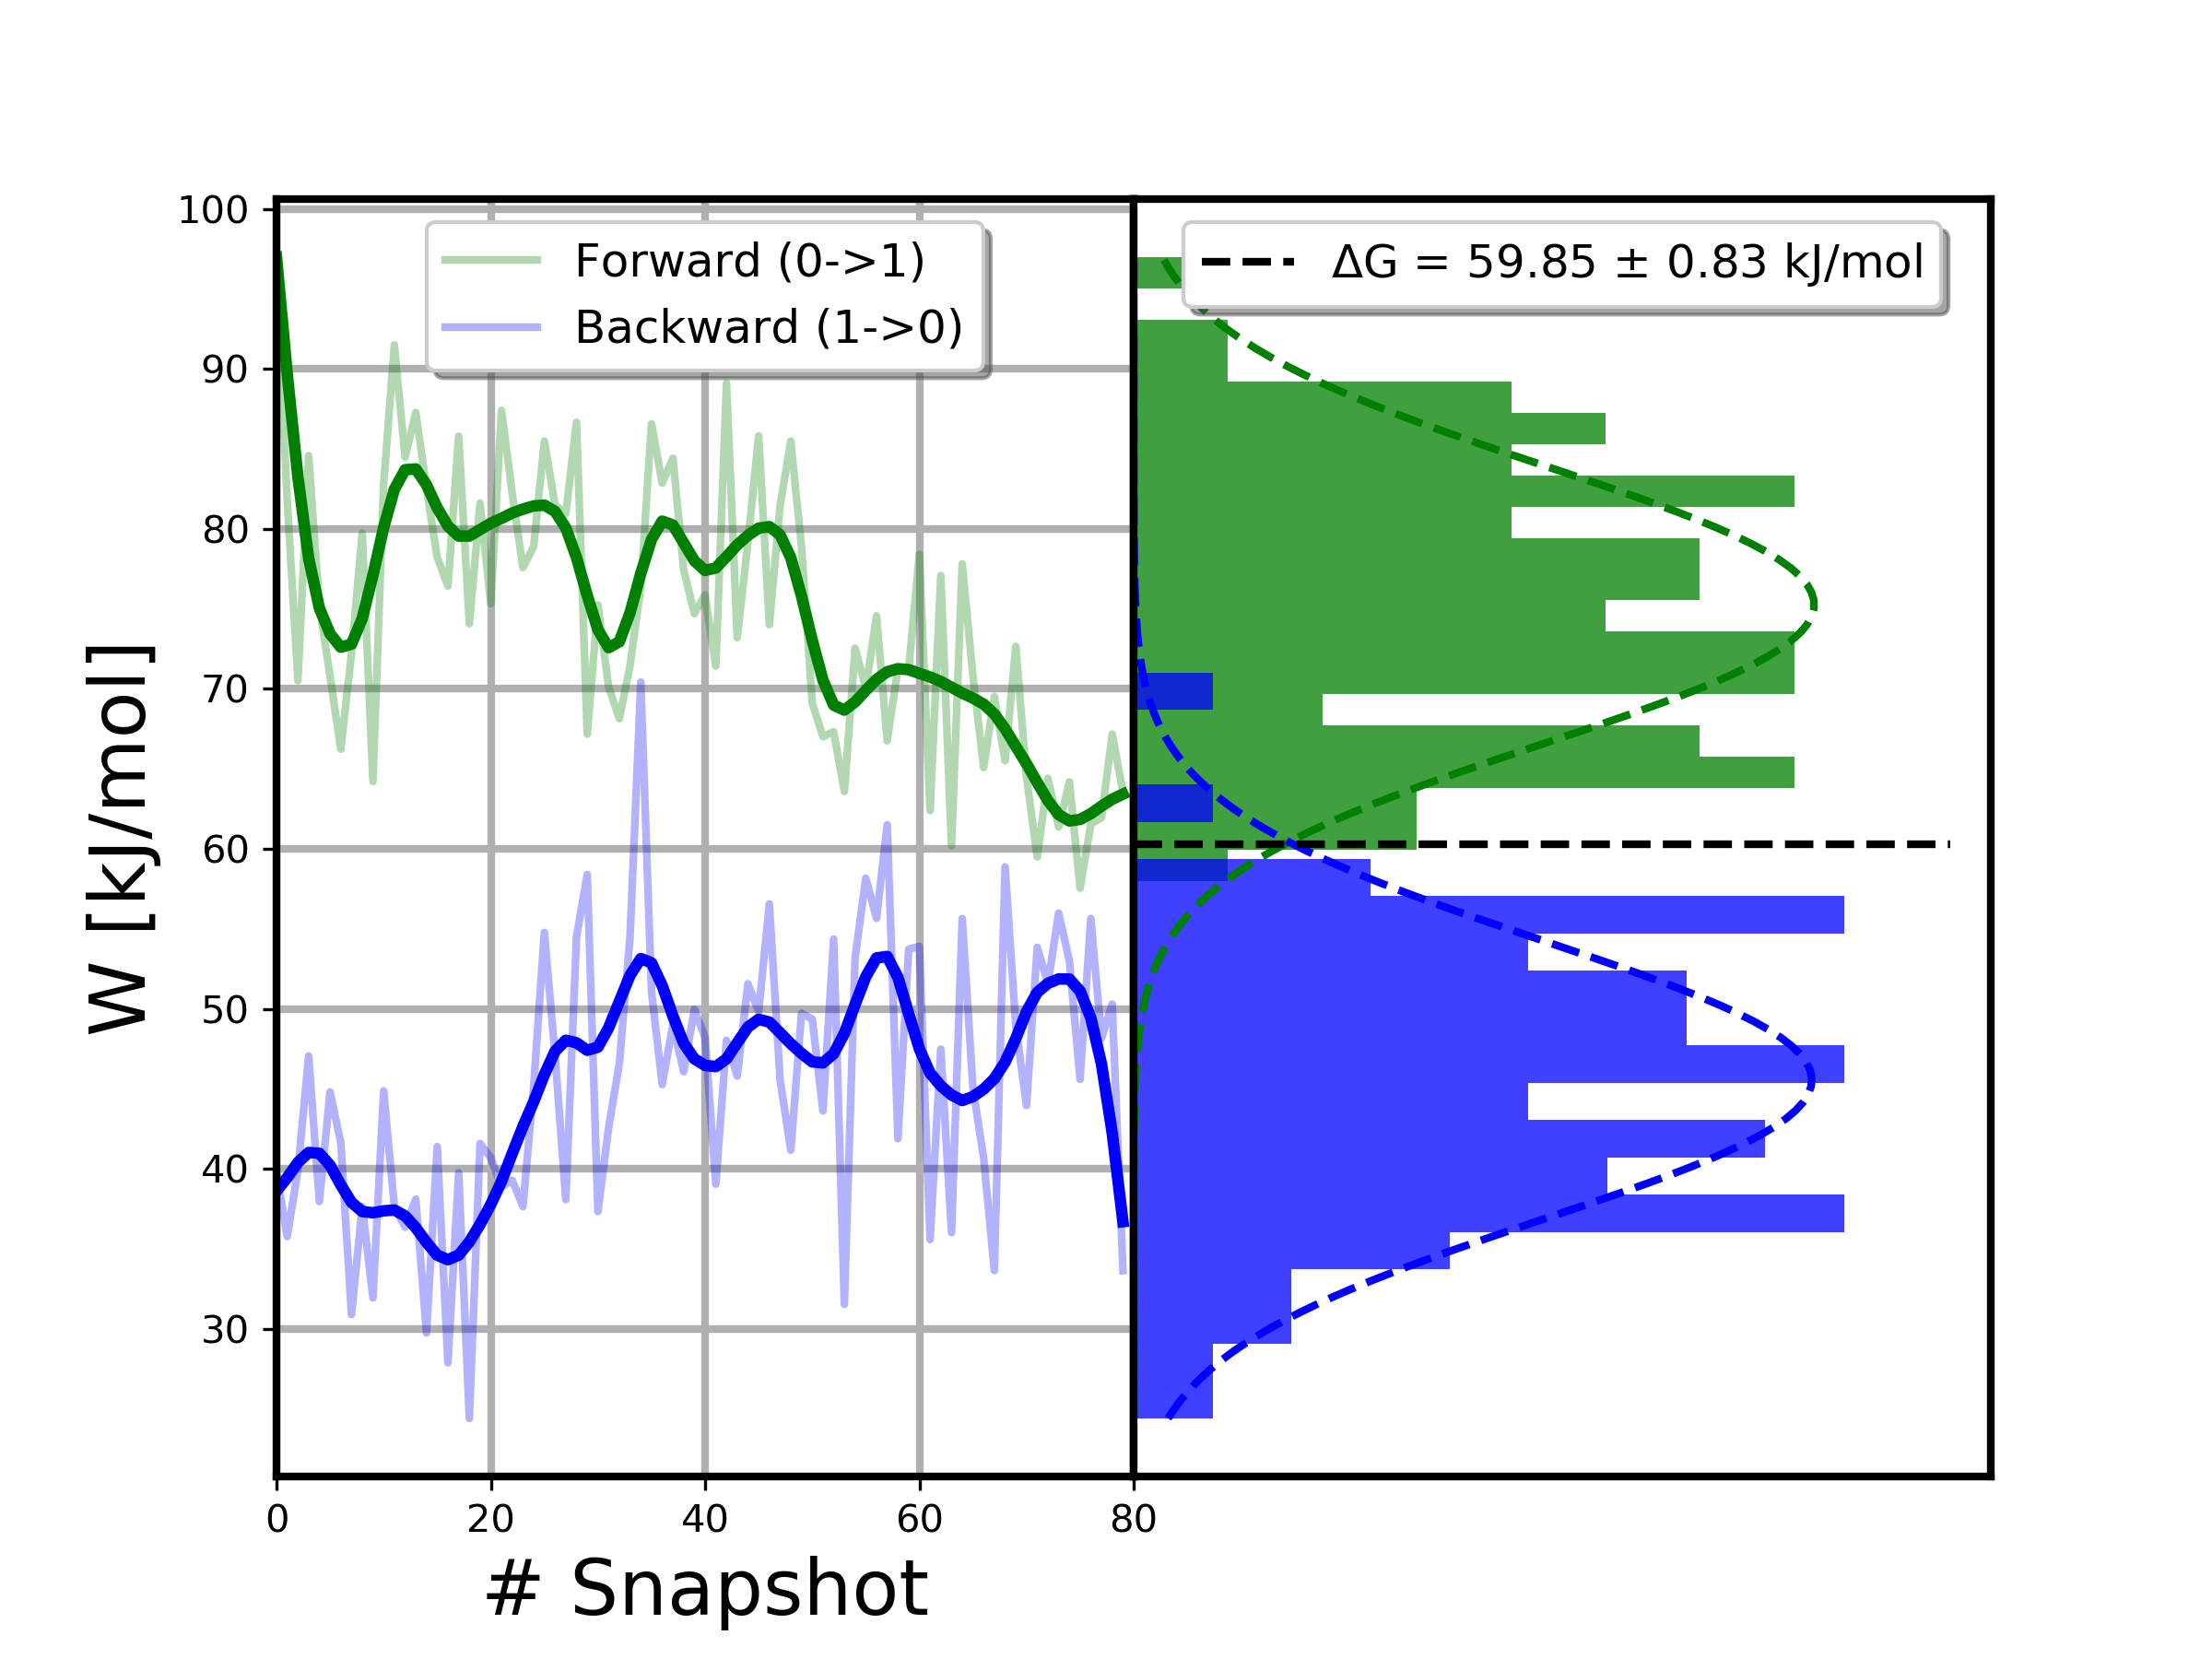 Forward (0->1)
Backward (1->0)
ΔG = 59.85 ± 0.83 kJ/mol
W [kJ/mol]
100
90
80
70
60
50
40
30
0 20 40 60 80
# Snapshot